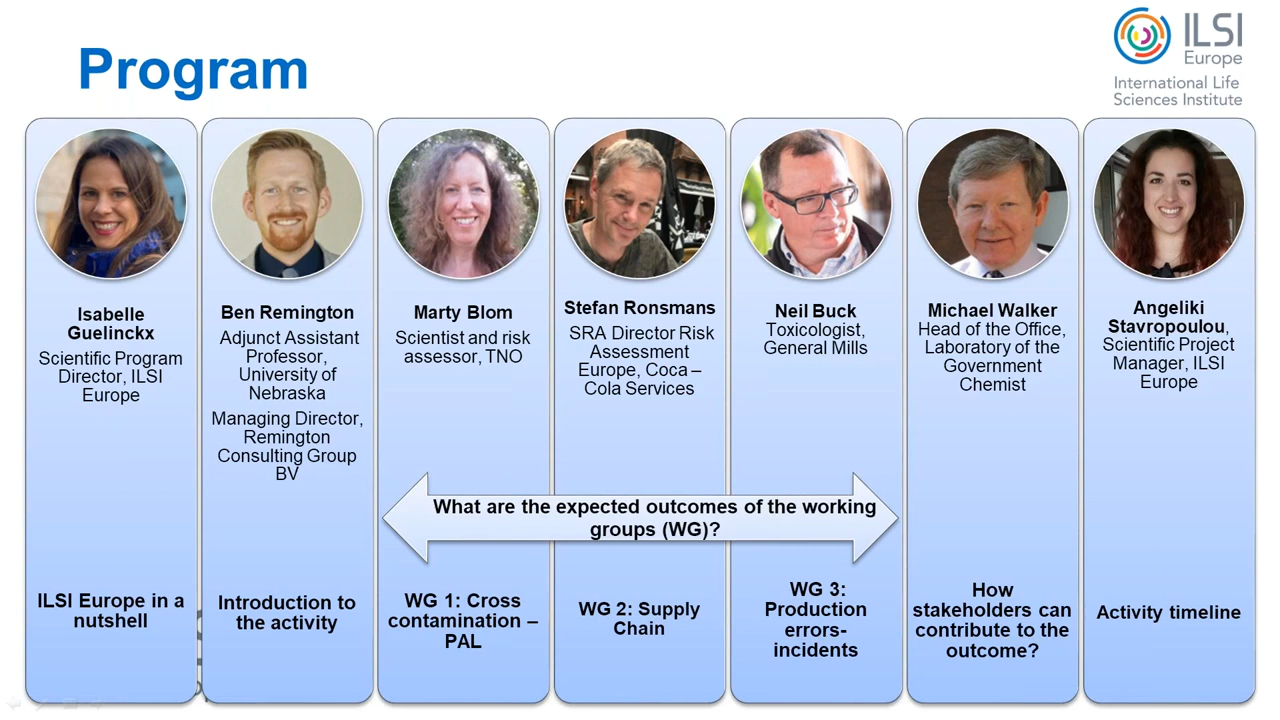 Program
ILSI
Europe
International Life
Sciences Institute
Isabelle
Guelinckx
Scientific Program
Director, ILSI
Europe
Ben Remington
Adjunct Assistant
Professor,
University of
Nebraska
Managing Director,
Remington
Consulting Group
BV
Marty Blom
Scientist and risk
assessor, TNO
Stefan Ronsmans
SRA Director Risk
Assessment
Europe, Coca –
Cola Services
Neil Buck
Toxicologist,
General Mills
Michael Walker
Head of the Office,
Laboratory of the
Government
Chemist
Angeliki
Stavropoulou,
Scientific Project
Manager, ILSI
Europe
What are the expected outcomes of the working
groups (WG)?
ILSI Europe in a
nutshell
Introduction to
the activity
WG 1: Cross
contamination –
PAL
WG 2: Supply
Chain
WG 3:
Production
errors-
incidents
How
stakeholders can
contribute to the
outcome?
Activity timeline